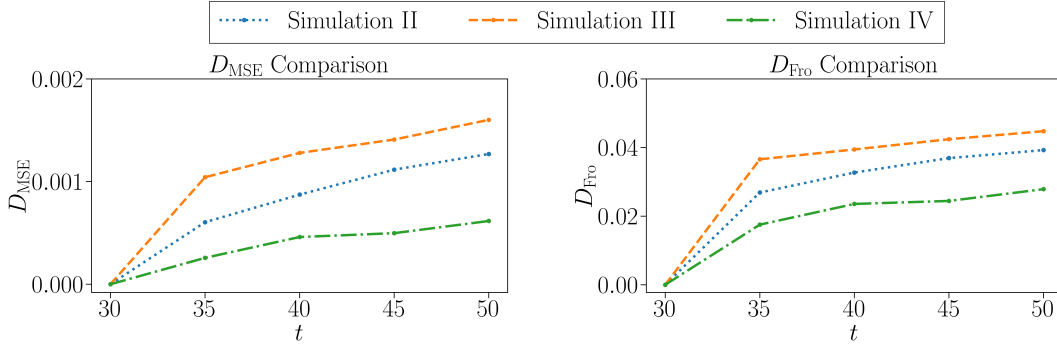 Simulation II Simulation III Simulation IV
D_MSE Comparison
0.002
0.001
0.000
D_MSE
30 35 40 45 50
t
D_Fro Comparison
0.06
0.04
0.02
0.00
D_Fro
30 35 40 45 50
t